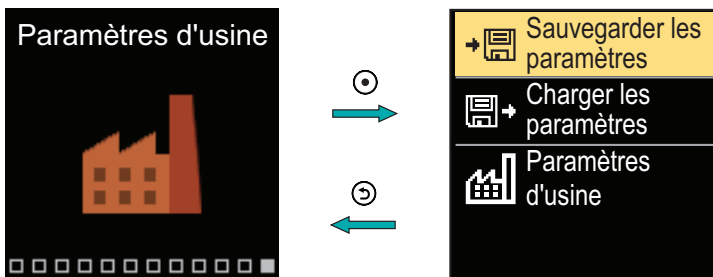 Paramètres d'usine
Sauvegarder les
paramètres
Charger les
paramètres
Paramètres
d'usine